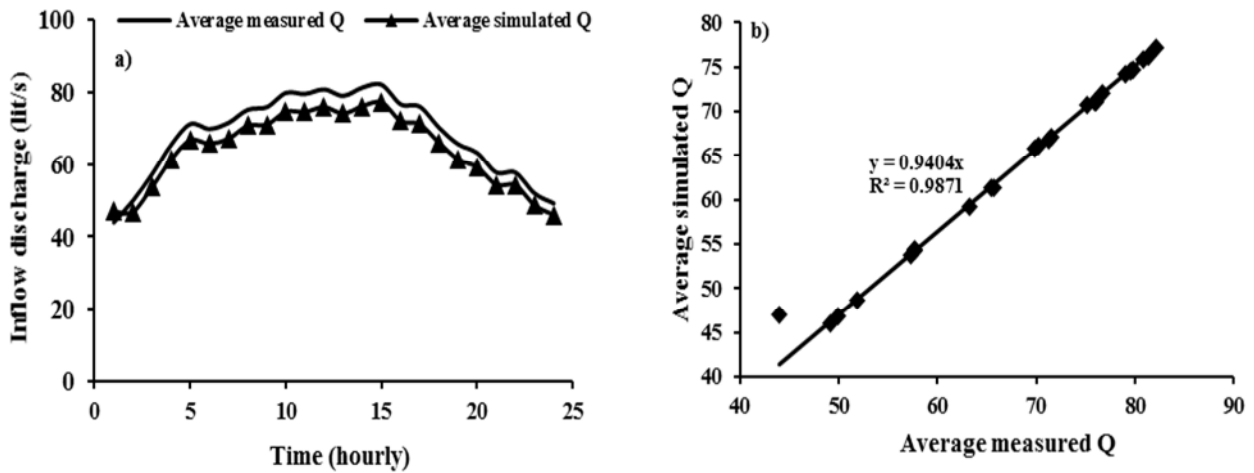 Average measured Q
Average simulated Q
a)
Inflow discharge (lit/s)
100
80
60
40
20
0
0 5 10 15 20 25
Time (hourly)
b)
Average simulated Q
80
75
70
65
60
55
50
45
40
y = 0.9404x
R² = 0.9871
40 50 60 70 80 90
Average measured Q